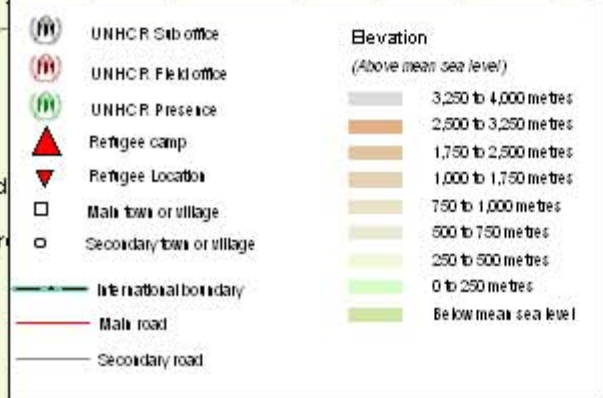 UNHCR Sub office
UNHCR Field office
UNHCR Presence
Refugee camp
Refugee Location
Main town or village
Secondary town or village
International boundary
Main road
Secondary road
Elevation
(Above mean sea level)
3,250 to 4,000 metres
2,500 to 3,250 metres
1,750 to 2,500 metres
1,000 to 1,750 metres
750 to 1,000 metres
500 to 750 metres
250 to 500 metres
0 to 250 metres
Below mean sea level